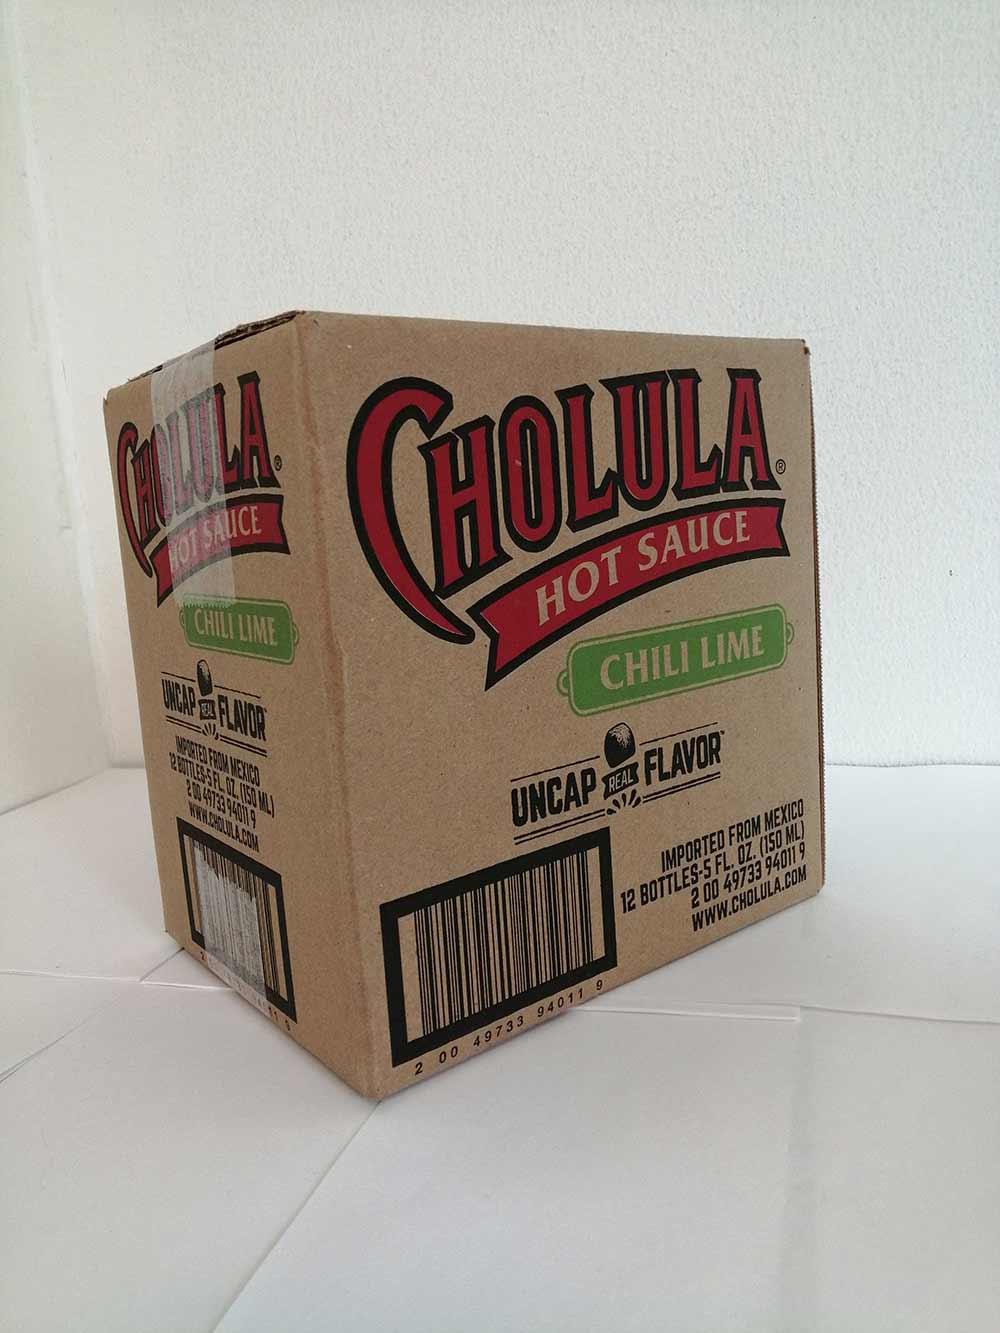 CHOLULA®
HOT SAUCE
CHILI LIME
UNCAP REAL FLAVOR
IMPORTED FROM MEXICO
12 BOTTLES-5 FL. OZ. (150 ML)
2 00 49733 94011 9
WWW.CHOLULA.COM
CHOLULA®
HOT SAUCE
CHILI LIME
UNCAP REAL FLAVOR™
IMPORTED FROM MEXICO
12 BOTTLES-5 FL. OZ. (150 ML)
2 00 49733 94011 9
WWW.CHOLULA.COM
2 00 49733 94011 9